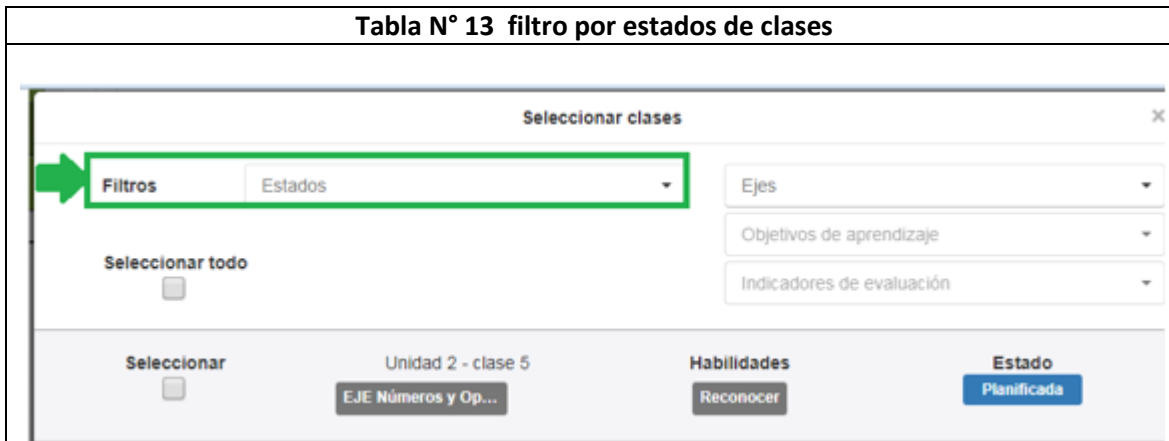 Tabla N° 13 filtro por estados de clases
Seleccionar clases
×
Filtros Estados Ejes
Objetivos de aprendizaje
Seleccionar todo
Indicadores de evaluación
Seleccionar Unidad 2 - clase 5 Habilidades Estado
EJE Números y Op... Reconocer Planificada